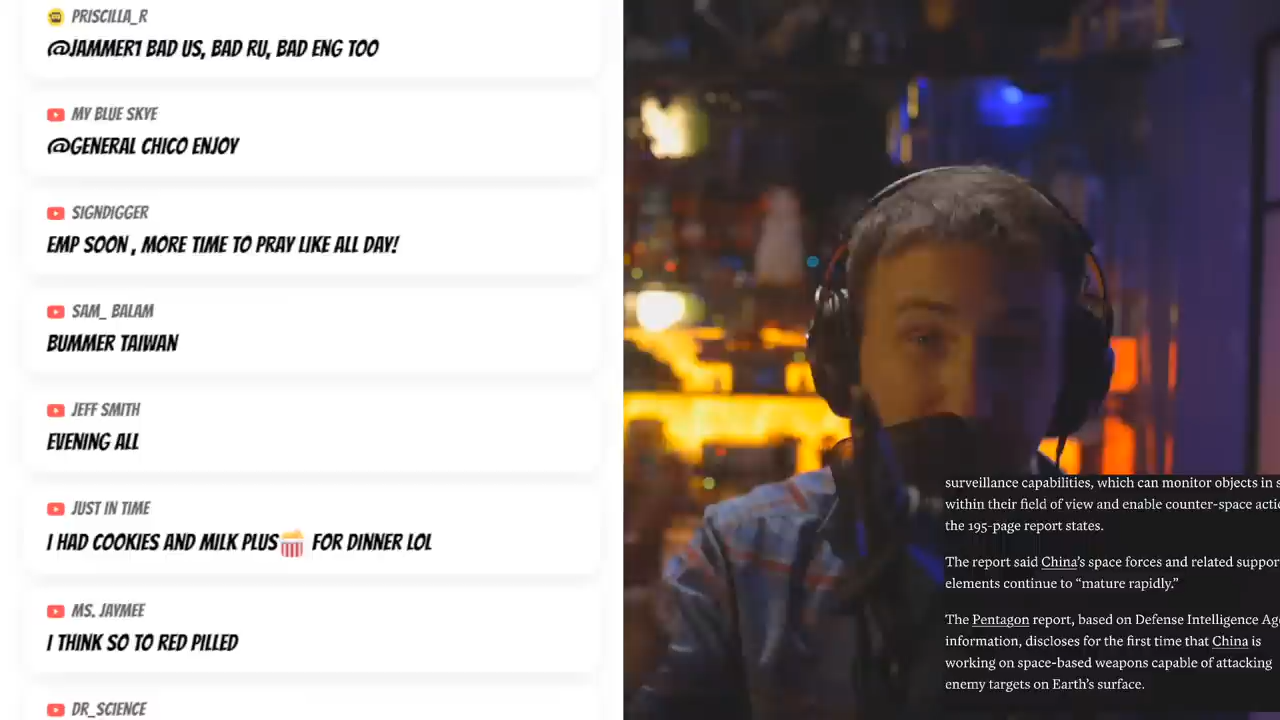 PRISCILLA_R
@JAMMER1 BAD US, BAD RU, BAD ENG TOO
MY BLUE SKYE
@GENERAL CHICO ENJOY
SIGNDIGGER
EMP SOON , MORE TIME TO PRAY LIKE ALL DAY!
SAM_ BALAM
BUMMER TAIWAN
JEFF SMITH
EVENING ALL
JUST IN TIME
I HAD COOKIES AND MILK PLUS🍿 FOR DINNER LOL
MS. JAYMEE
I THINK SO TO RED PILLED
DR_SCIENCE
surveillance capabilities, which can monitor objects in
within their field of view and enable counter-space
the 195-page report states.
The report said China's space forces and related
elements continue to “mature rapidly.”
The Pentagon report, based on Defense Intelligence
information, discloses for the first time that China is
working on space-based weapons capable of attacking
enemy targets on Earth's surface.